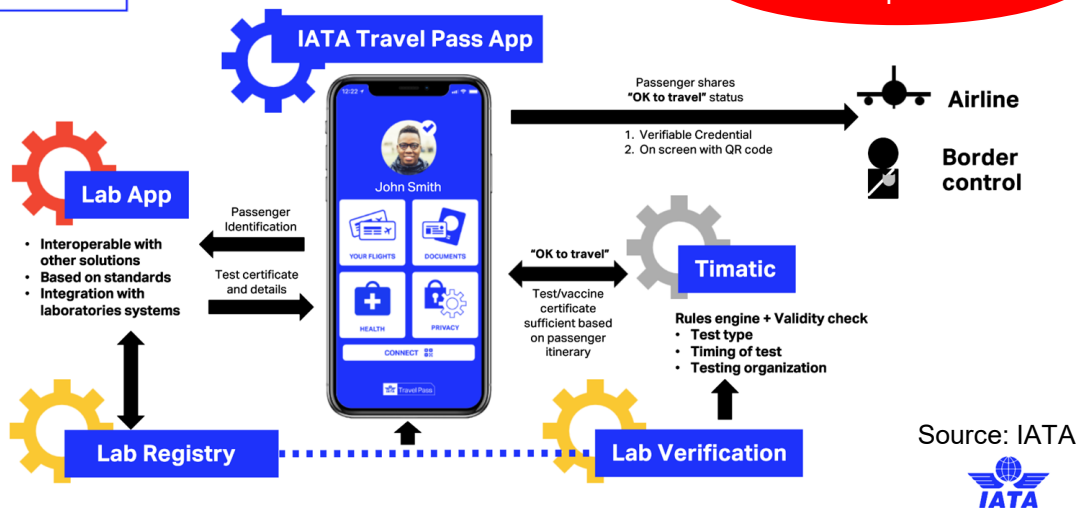 IATA Travel Pass App
Passenger shares
"OK to travel" status
1. Verifiable Credential
2. On screen with QR code
Airline
Border
control
12:22
John Smith
YOUR FLIGHTS
DOCUMENTS
HEALTH
PRIVACY
CONNECT
Travel Pass
Lab App
• Interoperable with
other solutions
• Based on standards
• Integration with
laboratories systems
Passenger
Identification
Test certificate
and details
"OK to travel"
Test/vaccine
certificate
sufficient based
on passenger
itinerary
Timatic
Rules engine + Validity check
• Test type
• Timing of test
• Testing organization
Lab Registry
Lab Verification
Source: IATA
IATA